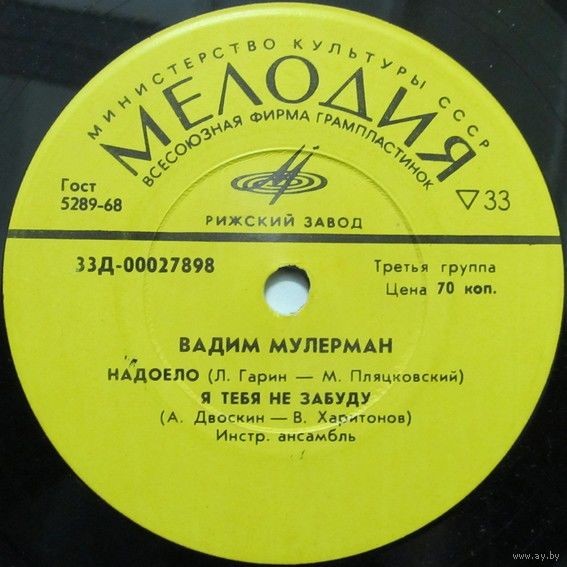 МИНИСТЕРСТВО КУЛЬТУРЫ СССР
МЕЛОДИЯ
ВСЕСОЮЗНАЯ ФИРМА ГРАМПЛАСТИНОК
Гост
5289-68
▽33
РИЖСКИЙ ЗАВОД
33Д-00027898
Третья группа
Цена 70 коп.
ВАДИМ МУЛЕРМАН
НАДОЕЛО (Л. Гарин — М. Пляцковский)
Я ТЕБЯ НЕ ЗАБУДУ
(А. Двоскин — В. Харитонов)
Инстр. ансамбль
www.ay.by